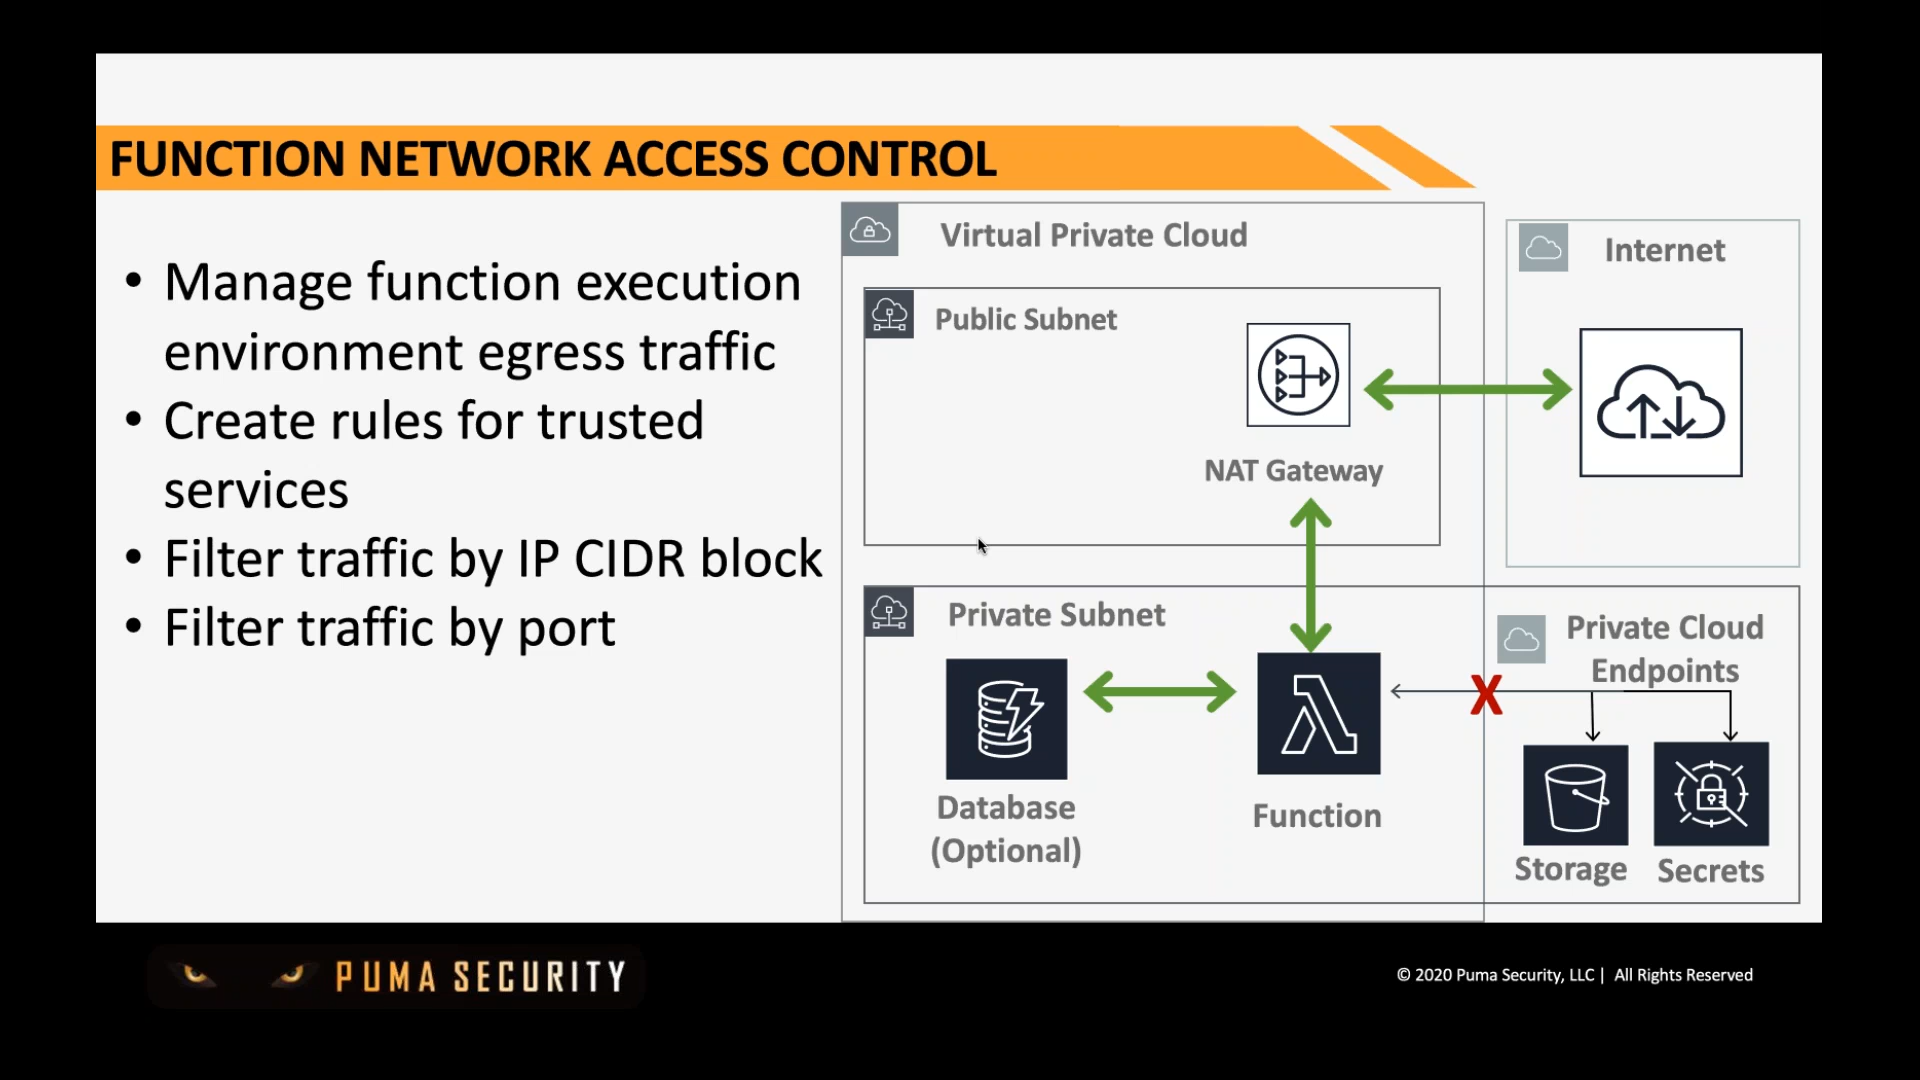 FUNCTION NETWORK ACCESS CONTROL
• Manage function execution
environment egress traffic
• Create rules for trusted
services
• Filter traffic by IP CIDR block
• Filter traffic by port
Virtual Private Cloud
Public Subnet
NAT Gateway
Internet
Private Subnet
Database
(Optional)
Function
X
Private Cloud
Endpoints
Storage
Secrets
PUMA SECURITY
© 2020 Puma Security, LLC | All Rights Reserved